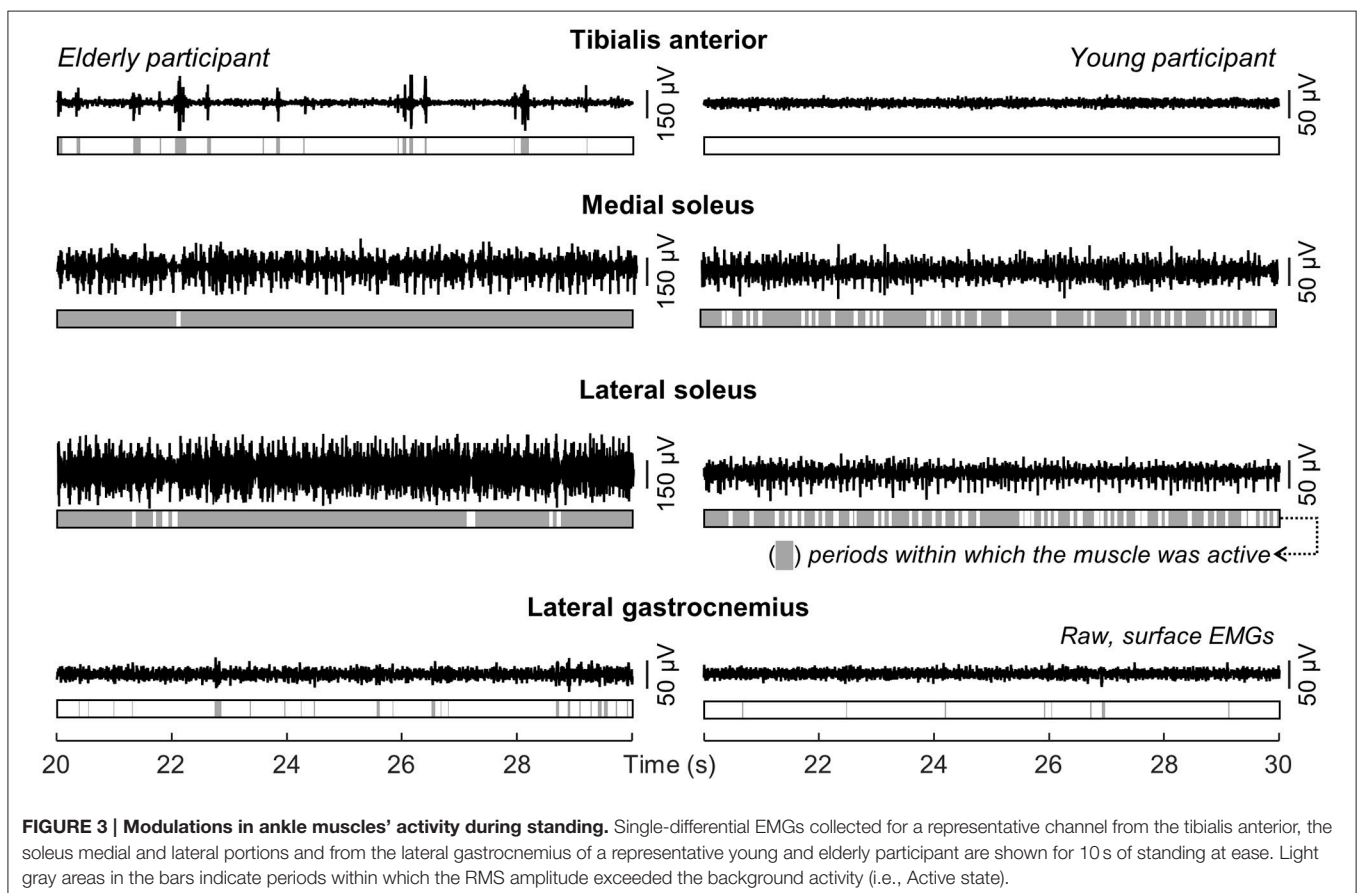 Tibialis anterior
Elderly participant
Young participant
150 µV
50 µV
Medial soleus
150 µV
50 µV
Lateral soleus
150 µV
50 µV
( ) periods within which the muscle was active
Lateral gastrocnemius
Raw, surface EMGs
50 µV
50 µV
20 22 24 26 28 Time (s) 22 24 26 28 30
FIGURE 3 | Modulations in ankle muscles’ activity during standing. Single-differential EMGs collected for a representative channel from the tibialis anterior, the
soleus medial and lateral portions and from the lateral gastrocnemius of a representative young and elderly participant are shown for 10 s of standing at ease. Light
gray areas in the bars indicate periods within which the RMS amplitude exceeded the background activity (i.e., Active state).